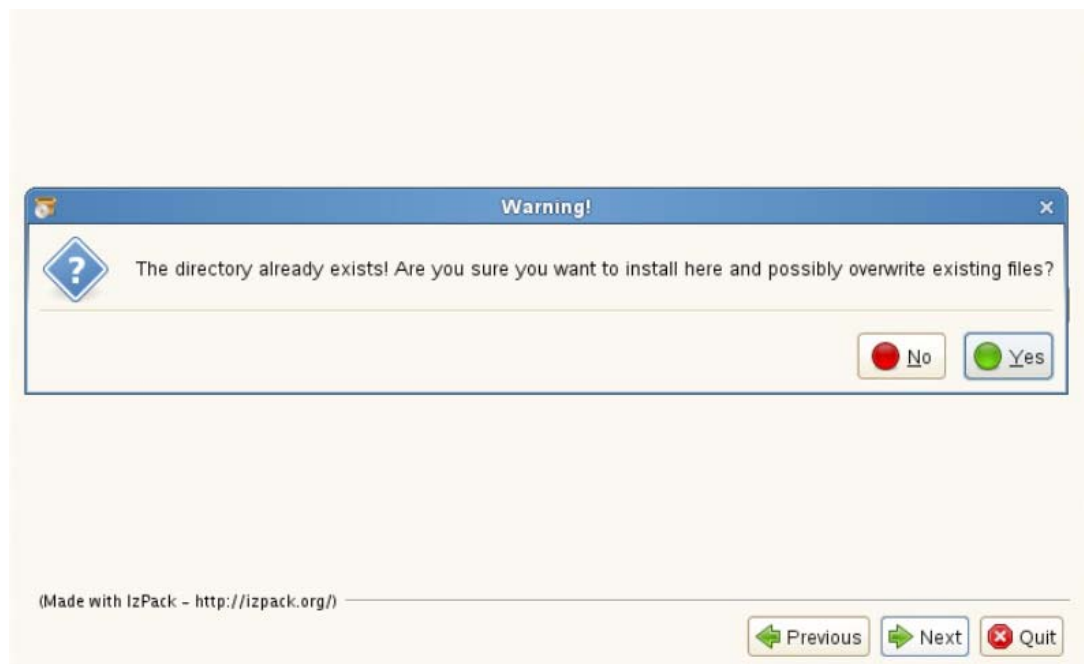 Warning!
The directory already exists! Are you sure you want to install here and possibly overwrite existing files?
No
Yes
(Made with IzPack - http://izpack.org/)
Previous
Next
Quit